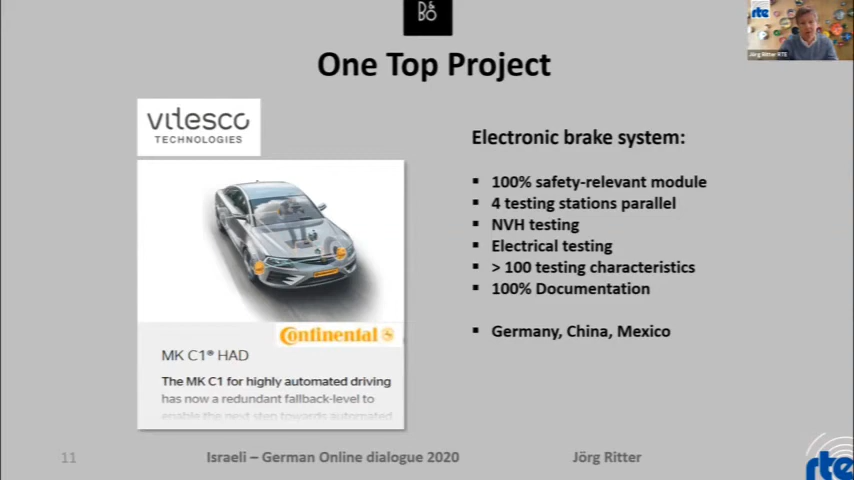 B&O
rte
Jörg Ritter RTE
One Top Project
vitesco
TECHNOLOGIES
Electronic brake system:
▪ 100% safety-relevant module
▪ 4 testing stations parallel
▪ NVH testing
▪ Electrical testing
▪ > 100 testing characteristics
▪ 100% Documentation
▪ Germany, China, Mexico
Continental
MK C1® HAD
The MK C1 for highly automated driving
has now a redundant fallback-level to
enable the next step towards automated
11
Israeli – German Online dialogue 2020
Jörg Ritter
rte